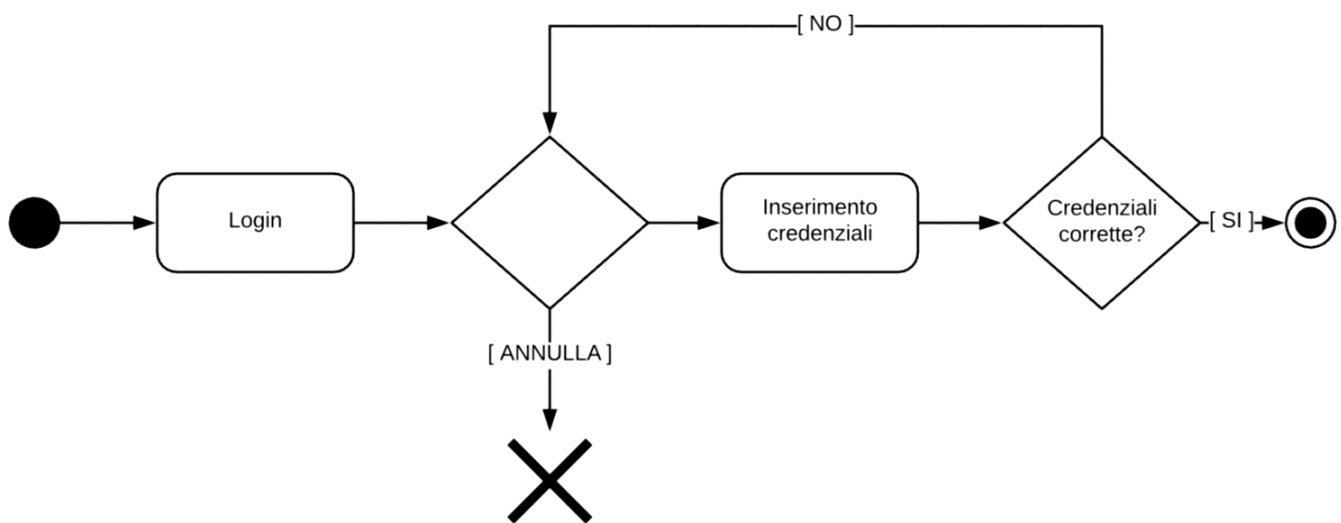 [ NO ]
Login
Inserimento
credenziali
Credenziali
corrette?
[ SI ]
[ ANNULLA ]